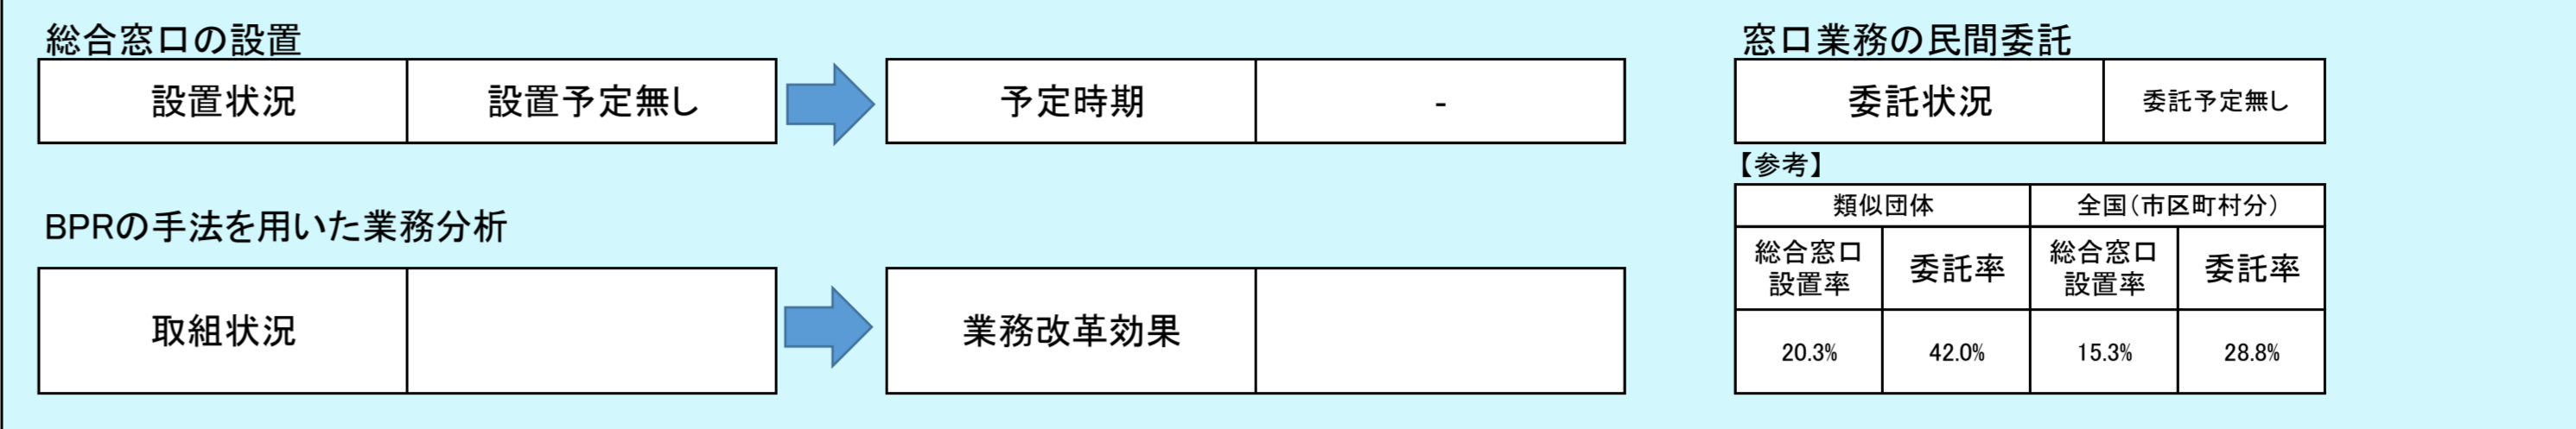 総合窓口の設置
設置状況 設置予定無し 予定時期 -
BPRの手法を用いた業務分析
取組状況 業務改革効果
窓口業務の民間委託
委託状況 委託予定無し
【参考】
類似団体 全国(市区町村分)
総合窓口
設置率 委託率 総合窓口
設置率 委託率
20.3% 42.0% 15.3% 28.8%